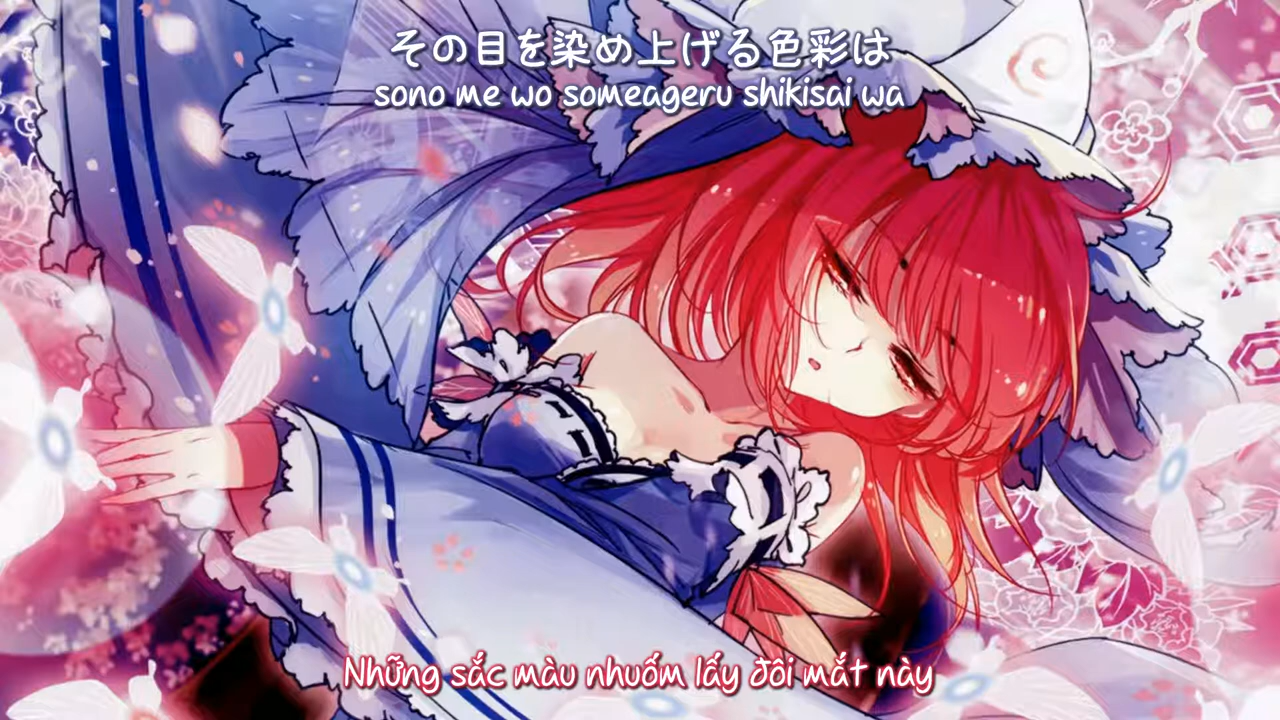 その目を染め上げる色彩は
sono me wo someageru shikisai wa
Những sắc màu nhuốm lấy đôi mắt này